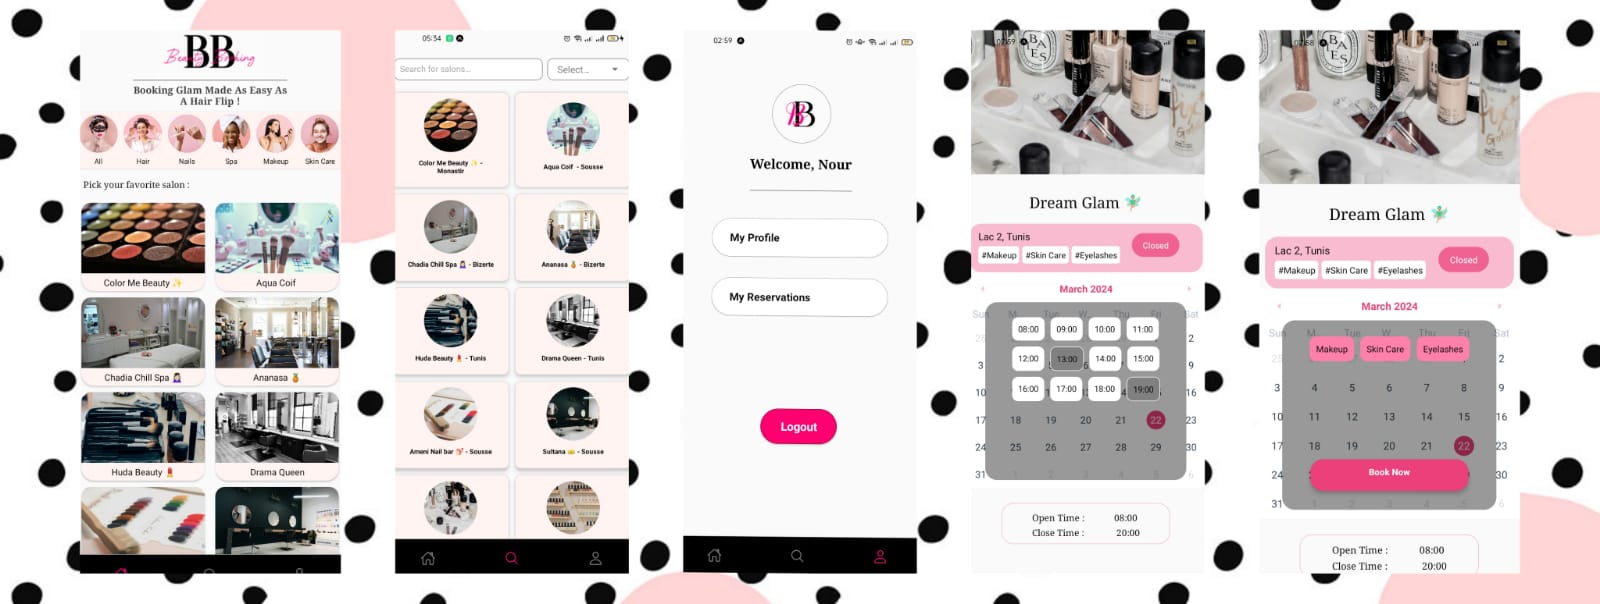 BB
Beauty Booking
Booking Glam Made As Easy As
A Hair Flip !
All Hair Nails Spa Makeup Skin Care
Pick your favorite salon :
Color Me Beauty ✨ Aqua Coif
Chadia Chill Spa 💆🏻‍♀️ Ananasa 🍍
Huda Beauty 💄 Drama Queen
05:34
Search for salons... Select...
Color Me Beauty ✨ -
Monastir
Aqua Coif - Sousse
Chadia Chill Spa 💆🏻‍♀️ - Bizerte Ananasa 🍍 - Bizerte
Huda Beauty 💄 - Tunis Drama Queen - Tunis
Ameni Nail bar 💅 - Sousse Sultana 👑 - Sousse
02:59
BB
Welcome, Nour
My Profile
My Reservations
Logout
BALES
Dream Glam 🧚
Lac 2, Tunis
#Makeup #Skin Care #Eyelashes Closed
March 2024
Sun M Tue W Fri Sat
08:00 09:00 10:00 11:00
2
3 12:00 13:00 14:00 15:00 9
10 16:00 17:00 18:00 19:00
17 18 19 20 21 22 23
24 25 26 27 28 29 30
31 1 2 3 4 5 6
Open Time : 08:00
Close Time : 20:00
BALES
Dream Glam 🧚
Lac 2, Tunis
#Makeup #Skin Care #Eyelashes Closed
March 2024
Sun M Tue W Fri Sat
Makeup Skin Care Eyelashes
2
3 4 5 6 7 8 9
10 11 12 13 14 15 16
17 18 19 20 21 22 23
24 Book Now 30
31 1 2 3 4 5 6
Open Time : 08:00
Close Time : 20:00